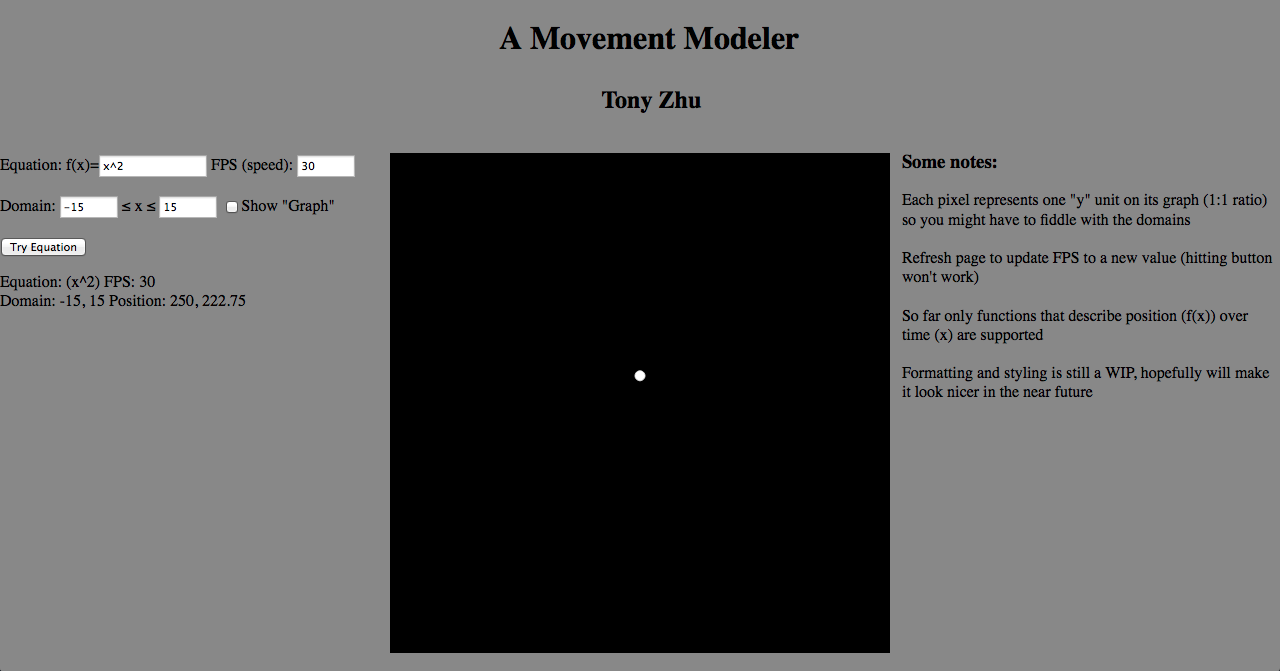 A Movement Modeler
Tony Zhu
Equation: f(x)= x^2 FPS (speed): 30
Domain: -15 ≤ x ≤ 15 Show "Graph"
Try Equation
Equation: (x^2) FPS: 30
Domain: -15, 15 Position: 250, 222.75
Some notes:
Each pixel represents one "y" unit on its graph (1:1 ratio)
so you might have to fiddle with the domains
Refresh page to update FPS to a new value (hitting button
won't work)
So far only functions that describe position (f(x)) over
time (x) are supported
Formatting and styling is still a WIP, hopefully will make
it look nicer in the near future